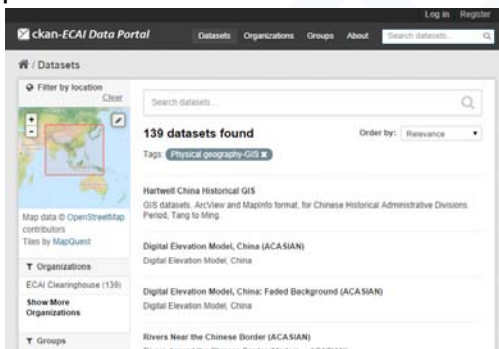 Log in Register
ckan-ECAI Data Portal Datasets Organizations Groups About Search datasets...
/ Datasets
Filter by location
Clear
+
-
Map data © OpenStreetMap
contributors
Tiles by MapQuest
Organizations
ECAI Clearinghouse (139)
Show More
Organizations
Groups
Search datasets...
139 datasets found Order by: Relevance
Tags: Physical geography-GIS x
Hartwell China Historical GIS
GIS datasets, ArcView and MapInfo format, for Chinese Historical Administrative Divisions.
Period, Tang to Ming.
Digital Elevation Model, China (ACASIAN)
Digital Elevation Model, China
Digital Elevation Model, China: Faded Background (ACASIAN)
Digital Elevation Model, China
Rivers Near the Chinese Border (ACASIAN)